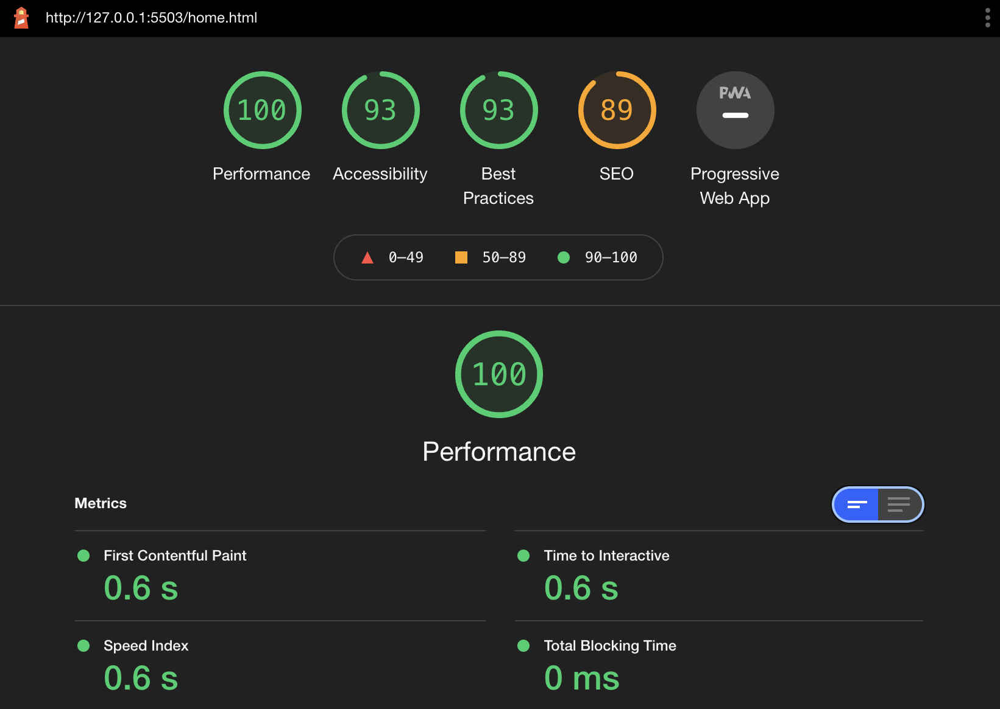 http://127.0.0.1:5503/home.html
100
93
93
89
PWA
Performance
Accessibility
Best
Practices
SEO
Progressive
Web App
0–49
50–89
90–100
100
Performance
Metrics
First Contentful Paint
0.6 s
Time to Interactive
0.6 s
Speed Index
0.6 s
Total Blocking Time
0 ms